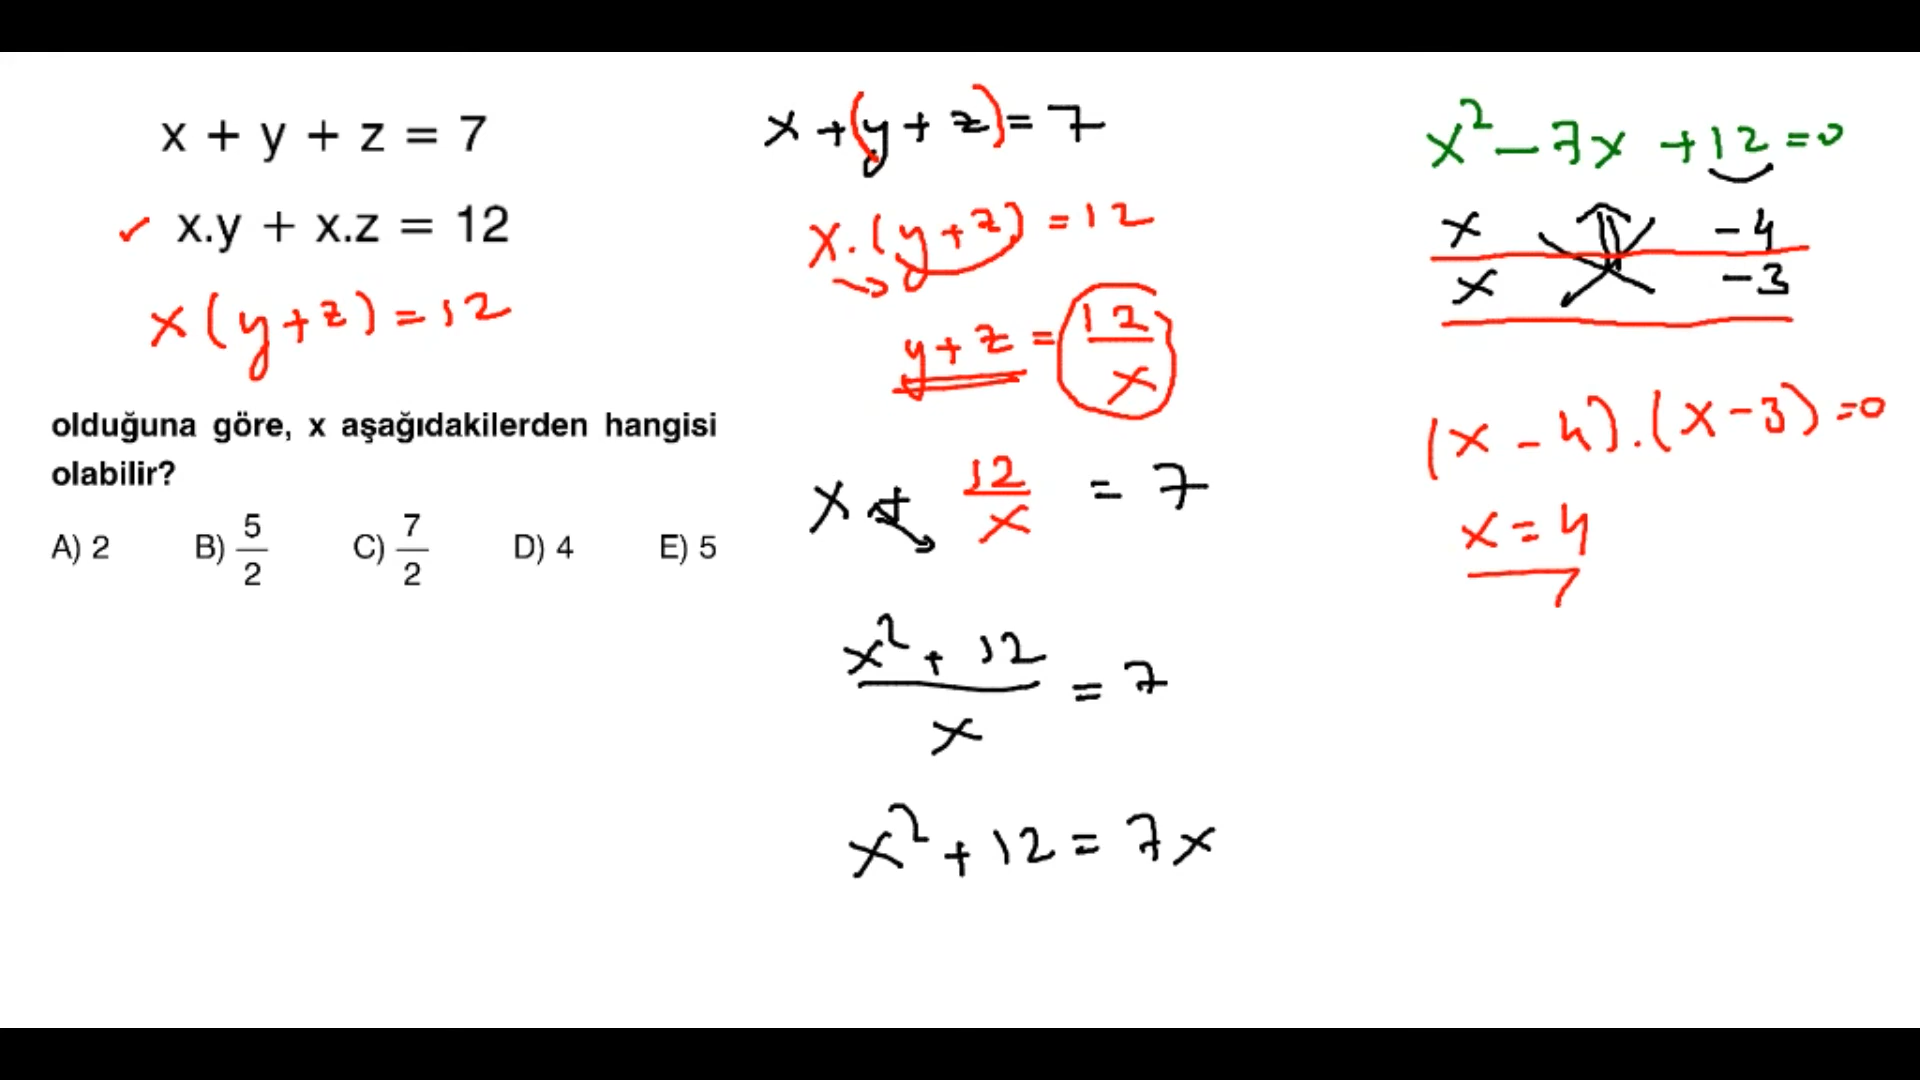 x + y + z = 7
✓ x.y + x.z = 12
x(y+z) = 12
olduğuna göre, x aşağıdakilerden hangisi
olabilir?
A) 2 B) 5/2 C) 7/2 D) 4 E) 5
x + (y + z) = 7
x.(y+z) = 12
y+z = 12/x
x + 12/x = 7
x² + 12 / x = 7
x² + 12 = 7x
x² - 7x + 12 = 0
x -4
x -3
(x - 4).(x - 3) = 0
x = 4